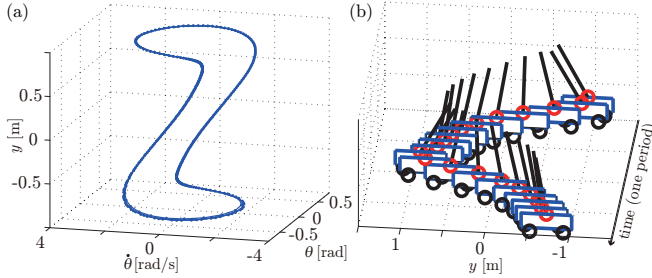 (a)
y [m]
0.5
0
-0.5
4
0
-4
θ̇ [rad/s]
-0.5
0
0.5
θ [rad]
(b)
1
0
-1
y [m]
time (one period)